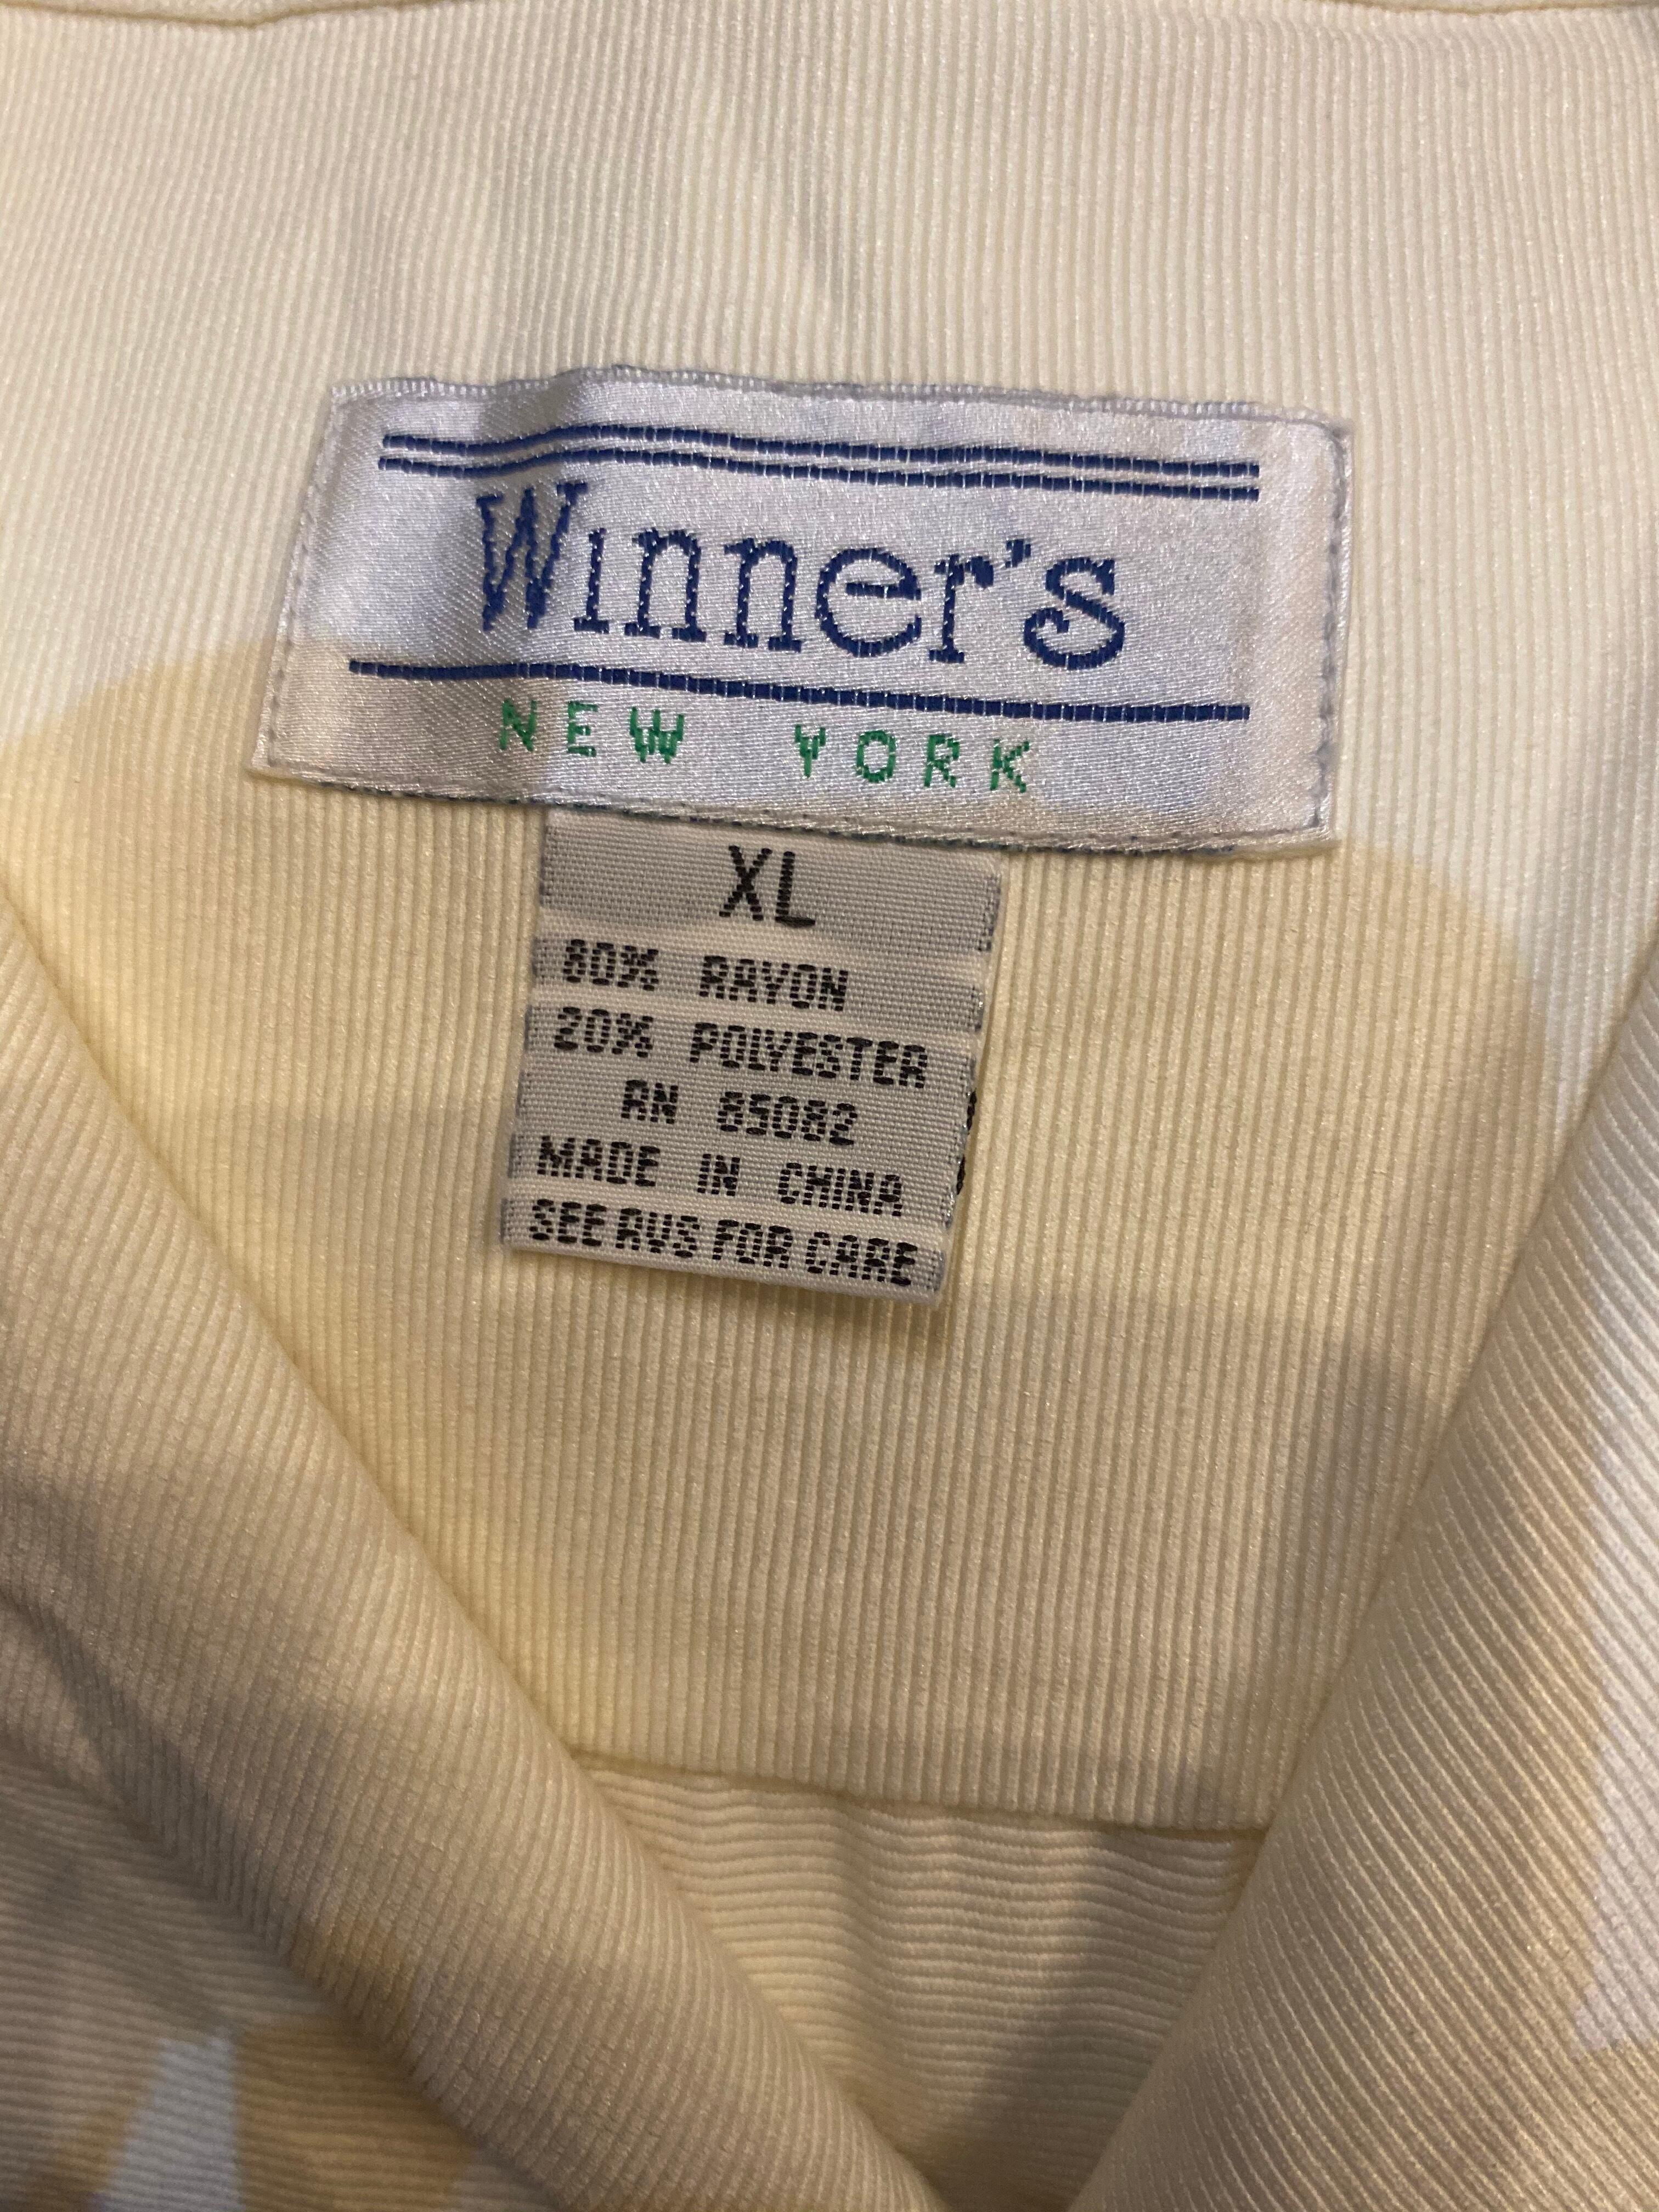 Winner's
NEW YORK
XL
80% RAYON
20% POLYESTER
RN 85082
MADE IN CHINA
SEE RVS FOR CARE